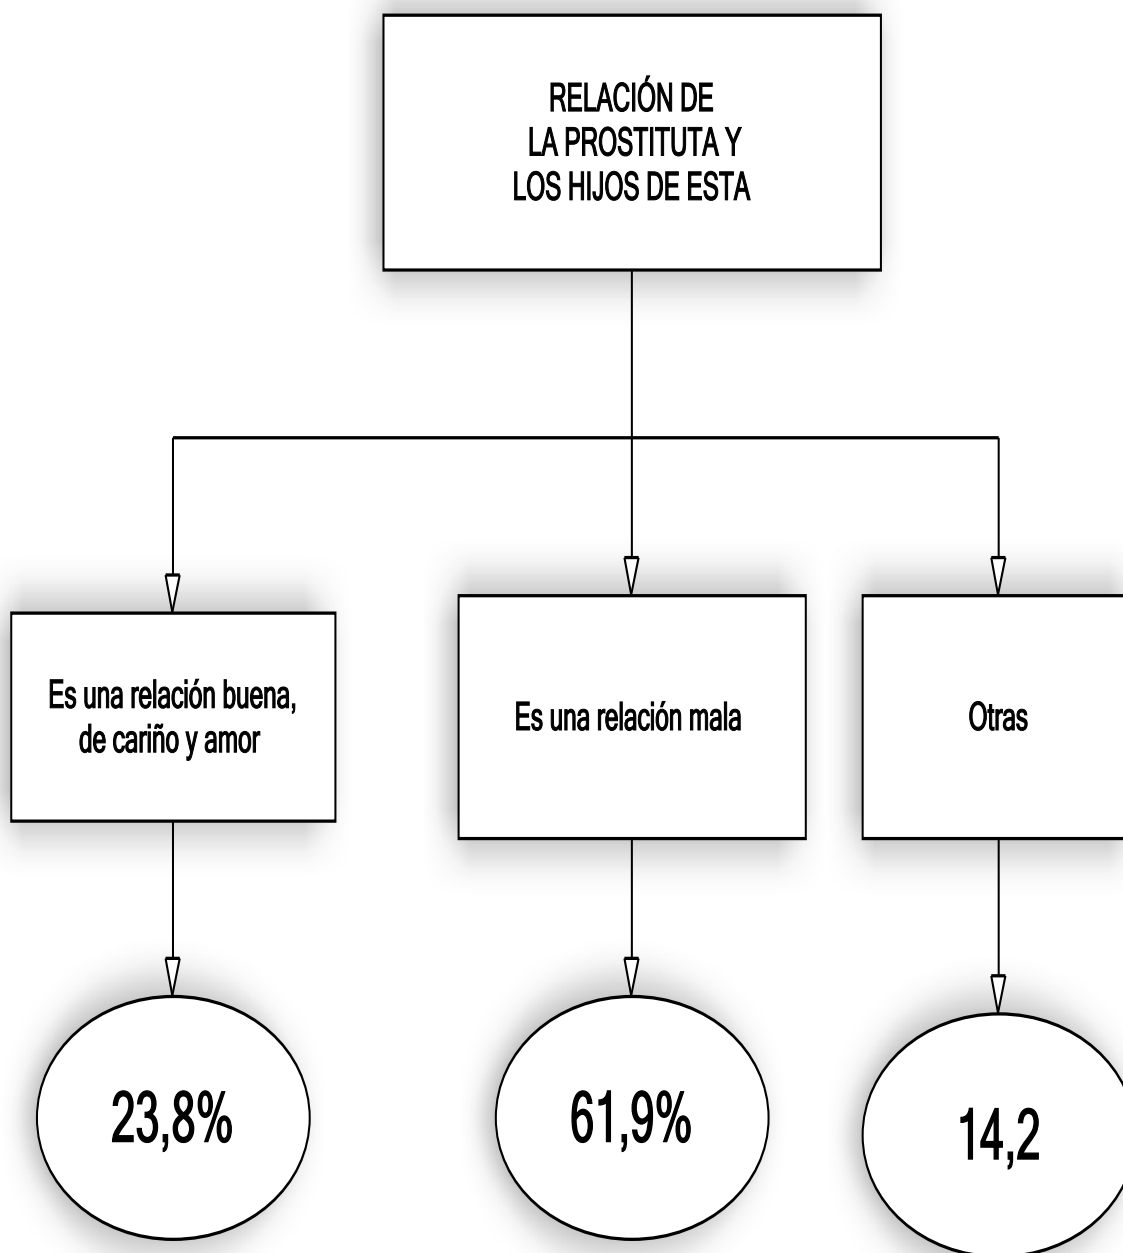 RELACIÓN DE
LA PROSTITUTA Y
LOS HIJOS DE ESTA
Es una relación buena,
de cariño y amor
Es una relación mala
Otras
23,8%
61,9%
14,2